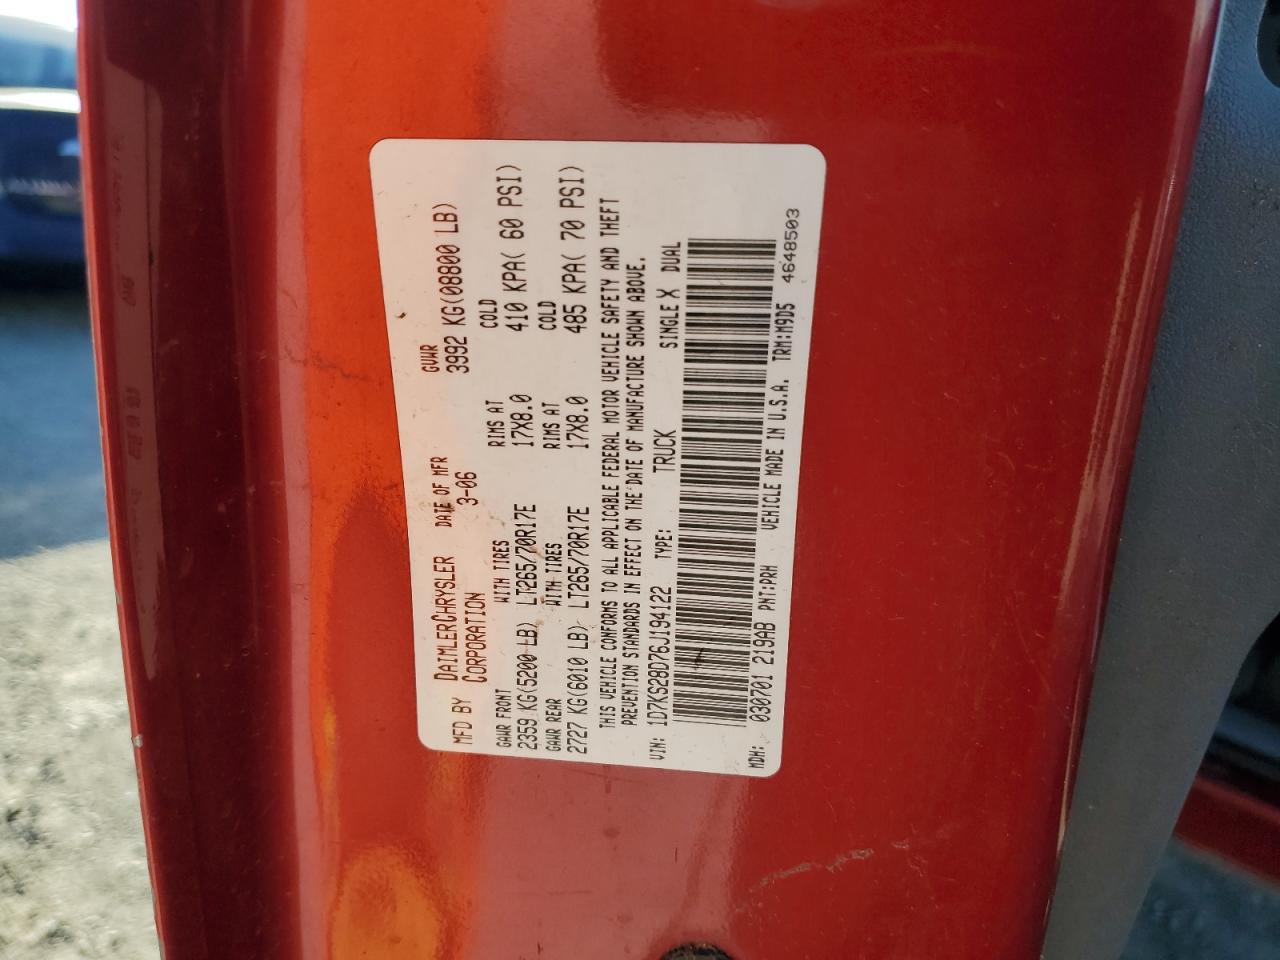 MFD BY DAIMLERCHRYSLER DATE OF MFR GVWR
CORPORATION 3-06 3992 KG(08800 LB)
GAWR FRONT WITH TIRES RIMS AT COLD
2359 KG(5200 LB) LT265/70R17E 17X8.0 410 KPA( 60 PSI)
GAWR REAR WITH TIRES RIMS AT COLD
2727 KG(6010 LB) LT265/70R17E 17X8.0 485 KPA( 70 PSI)
THIS VEHICLE CONFORMS TO ALL APPLICABLE FEDERAL MOTOR VEHICLE SAFETY AND THEFT
PREVENTION STANDARDS IN EFFECT ON THE DATE OF MANUFACTURE SHOWN ABOVE.
VIN: 1D7KS28D76J194122 TYPE: TRUCK SINGLE X DUAL
MDH: 030701 219AB PNT:PRH VEHICLE MADE IN U.S.A. TRM:M9D5 4648503